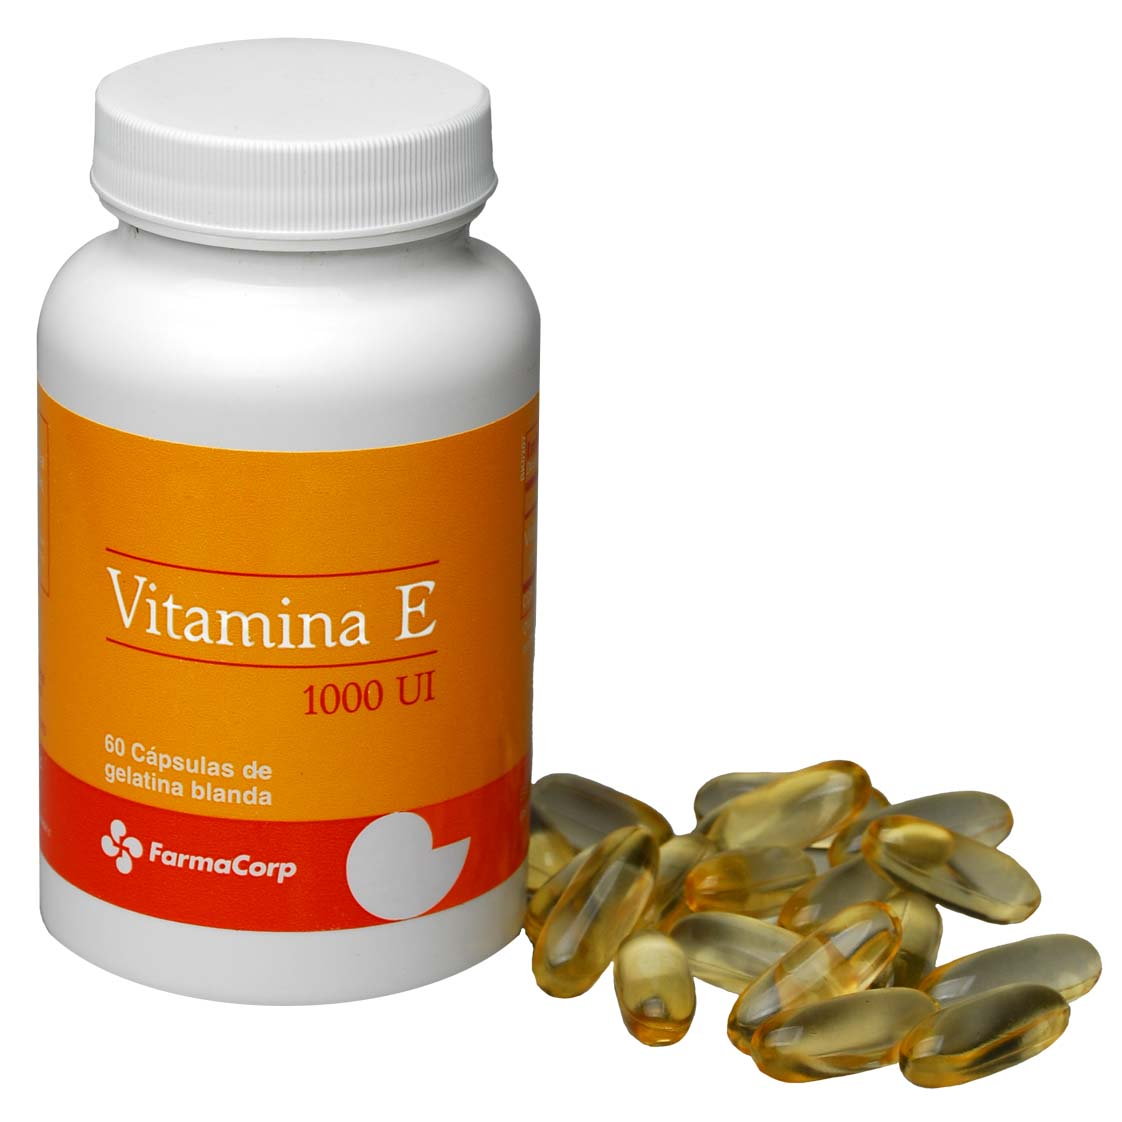 Vitamina E
1000 UI
60 Cápsulas de
gelatina blanda
FarmaCorp